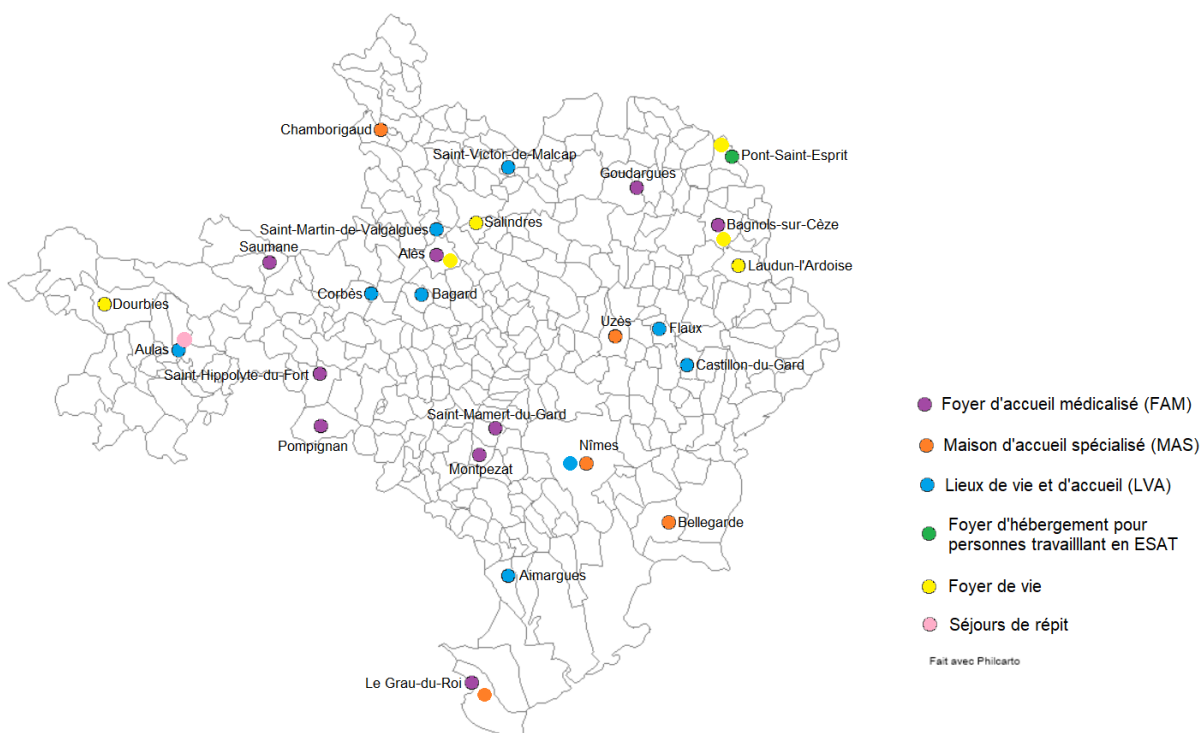 Chamborigaud
Saint-Victor-de-Malcap
Pont-Saint-Esprit
Goudargues
Salindres
Bagnols-sur-Cèze
Saint-Martin-de-Valgalgues
Saumane
Alès
Laudun-l'Ardoise
Corbès
Bagard
Dourbies
Uzès
Flaux
Aulas
Castillon-du-Gard
Saint-Hippolyte-du-Fort
Saint-Mamert-du-Gard
Pompignan
Nîmes
Montpezat
Bellegarde
Aimargues
Le Grau-du-Roi
Foyer d'accueil médicalisé (FAM)
Maison d'accueil spécialisé (MAS)
Lieux de vie et d'accueil (LVA)
Foyer d'hébergement pour
personnes travailllant en ESAT
Foyer de vie
Séjours de répit
Fait avec Philcarto